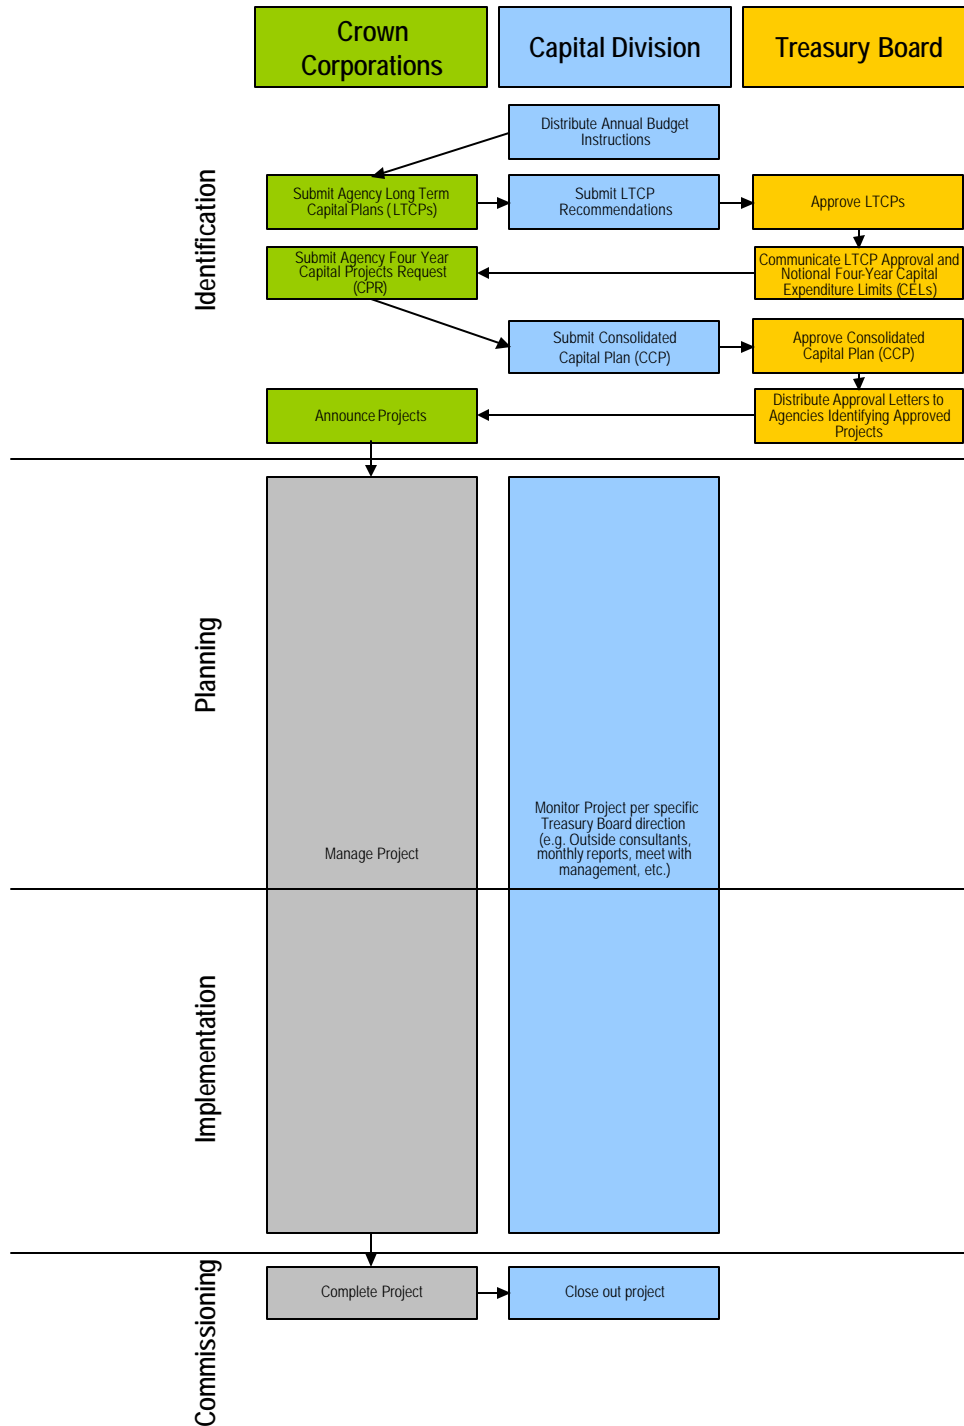 Crown
Corporations
Capital Division
Treasury Board
Identification
Distribute Annual Budget
Instructions
Submit Agency Long Term
Capital Plans (LTCPs)
Submit LTCP
Recommendations
Approve LTCPs
Submit Agency Four Year
Capital Projects Request
(CPR)
Communicate LTCP Approval and
Notional Four-Year Capital
Expenditure Limits (CELs)
Submit Consolidated
Capital Plan (CCP)
Approve Consolidated
Capital Plan (CCP)
Announce Projects
Distribute Approval Letters to
Agencies Identifying Approved
Projects
Planning
Manage Project
Monitor Project per specific
Treasury Board direction
(e.g. Outside consultants,
monthly reports, meet with
management, etc.)
Implementation
Commissioning
Complete Project
Close out project